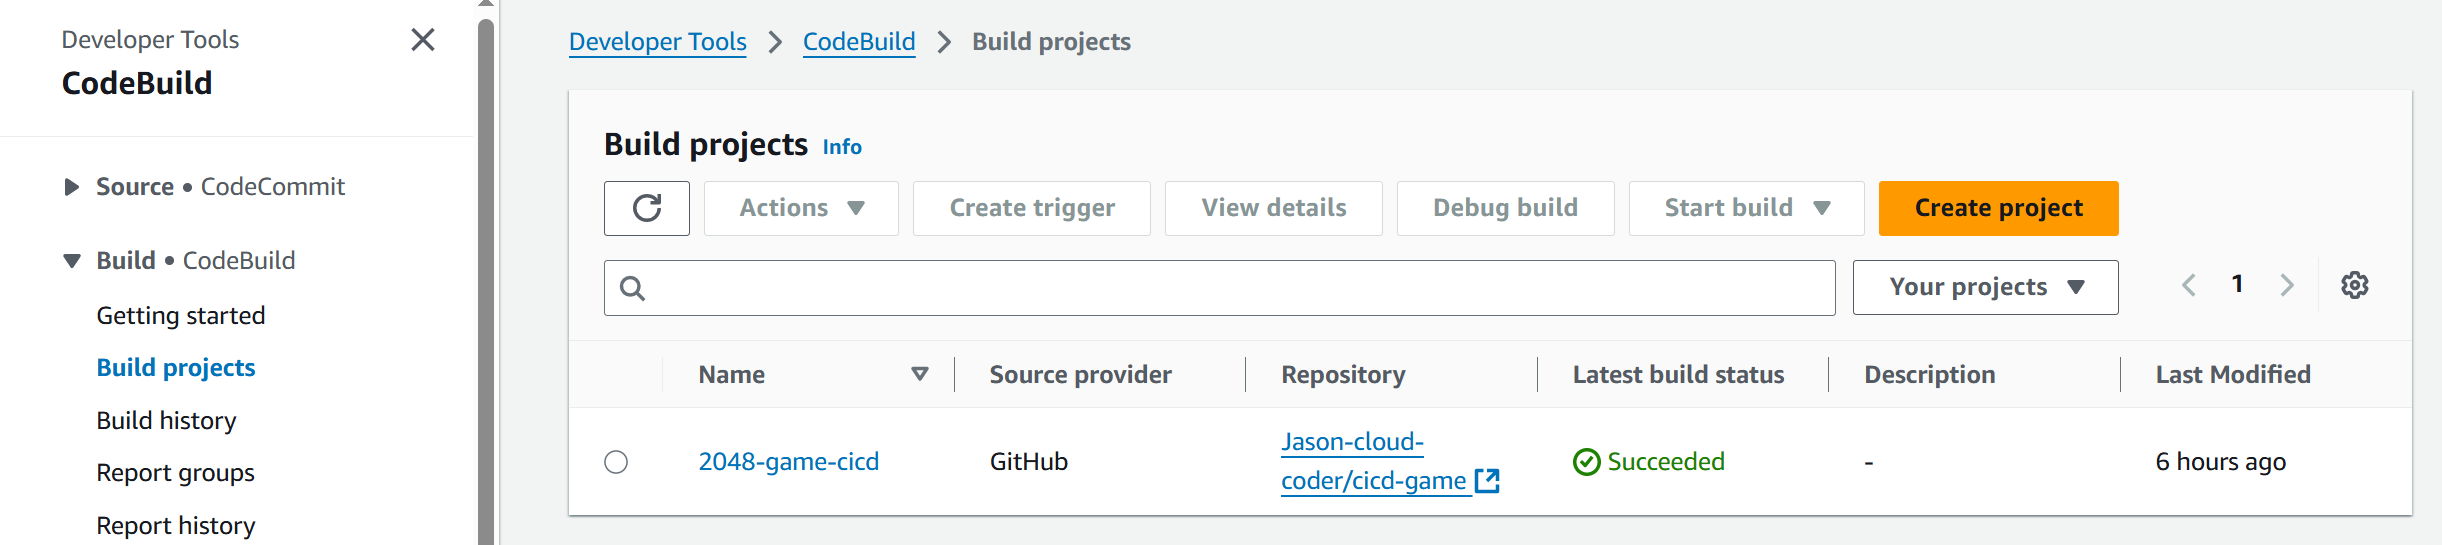 Developer Tools
CodeBuild
Source • CodeCommit
Build • CodeBuild
Getting started
Build projects
Build history
Report groups
Report history
Developer Tools > CodeBuild > Build projects
Build projects Info
Actions Create trigger View details Debug build Start build Create project
Your projects 1
Name Source provider Repository Latest build status Description Last Modified
2048-game-cicd GitHub Jason-cloud-
coder/cicd-game Succeeded - 6 hours ago